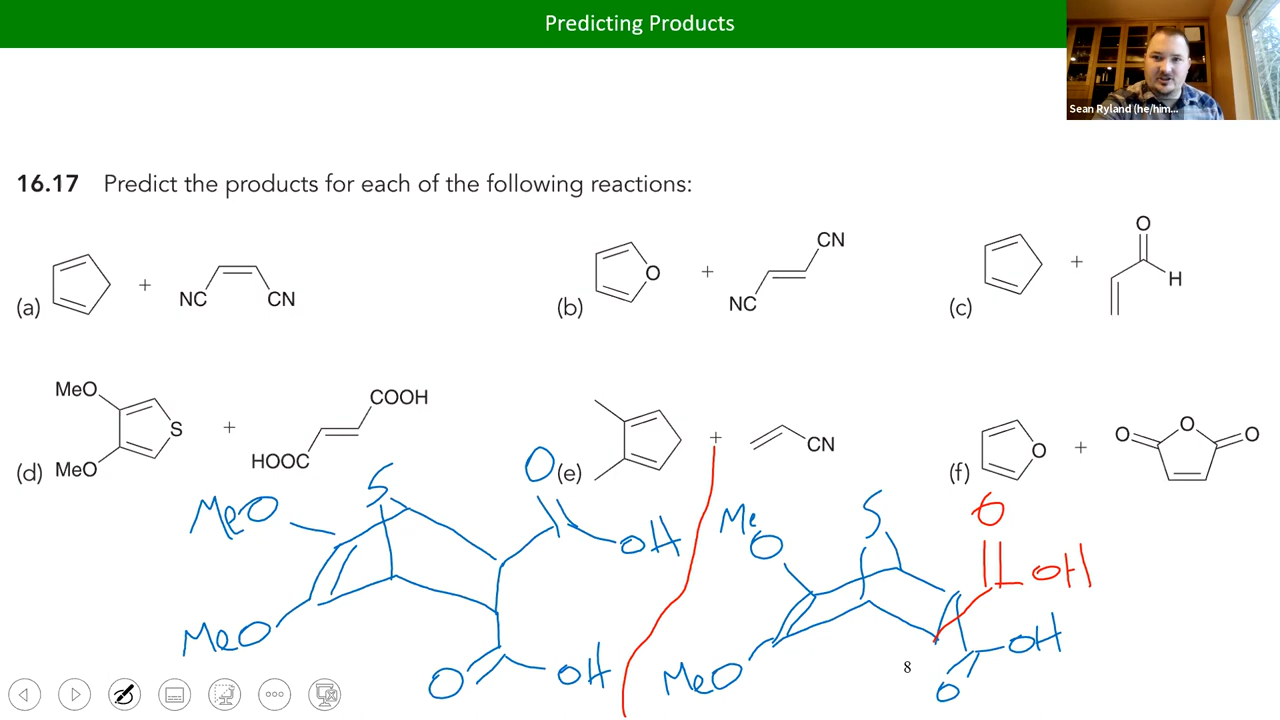 Predicting Products
Sean Ryland (he/him...
16.17 Predict the products for each of the following reactions:
(a) + NC CN
(b) O + NC CN
(c) + O H
(d) MeO MeO S + HOOC COOH
(e) + CN
(f) O + O O O
MeO S O OH
MeO O OH
MeO S O OH
MeO O OH
8